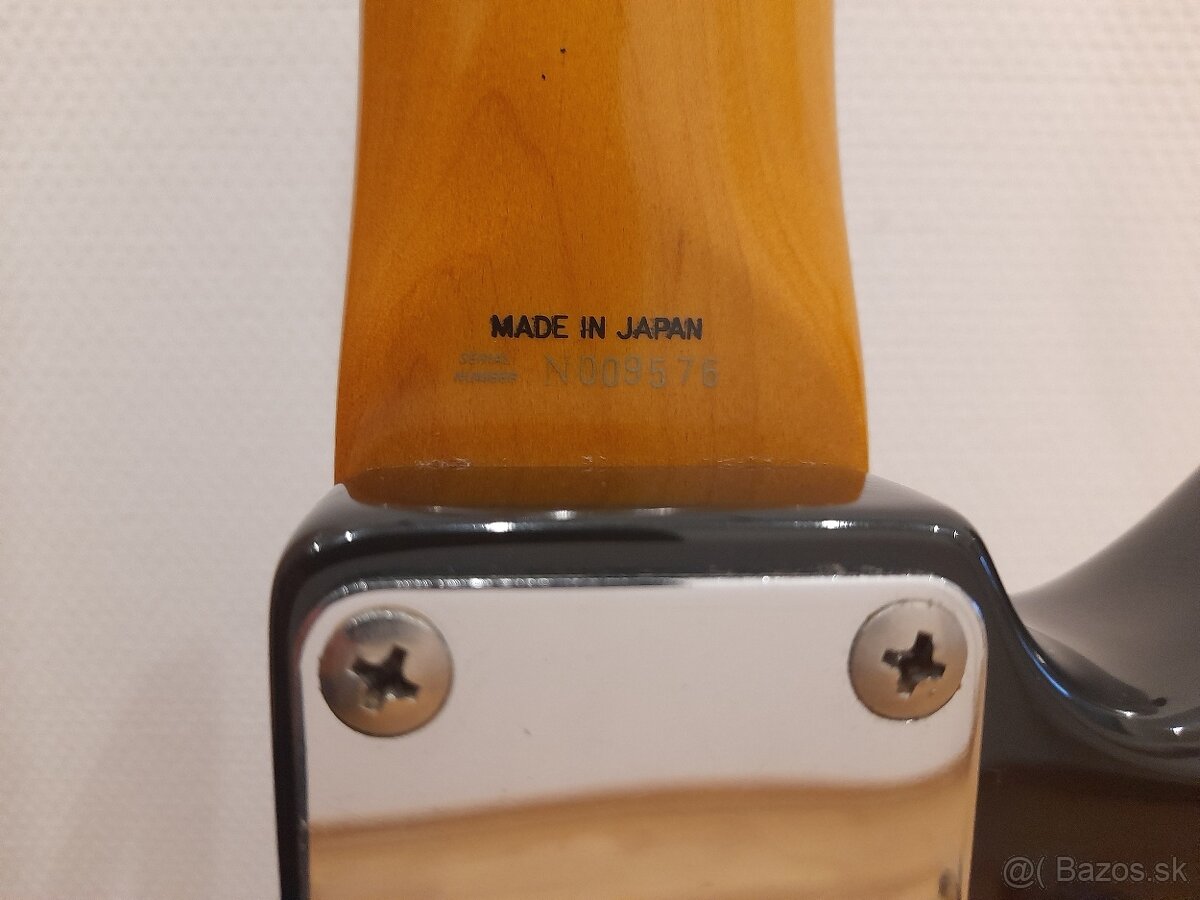 MADE IN JAPAN
SERIAL
NUMBER N009576
@( Bazos.sk